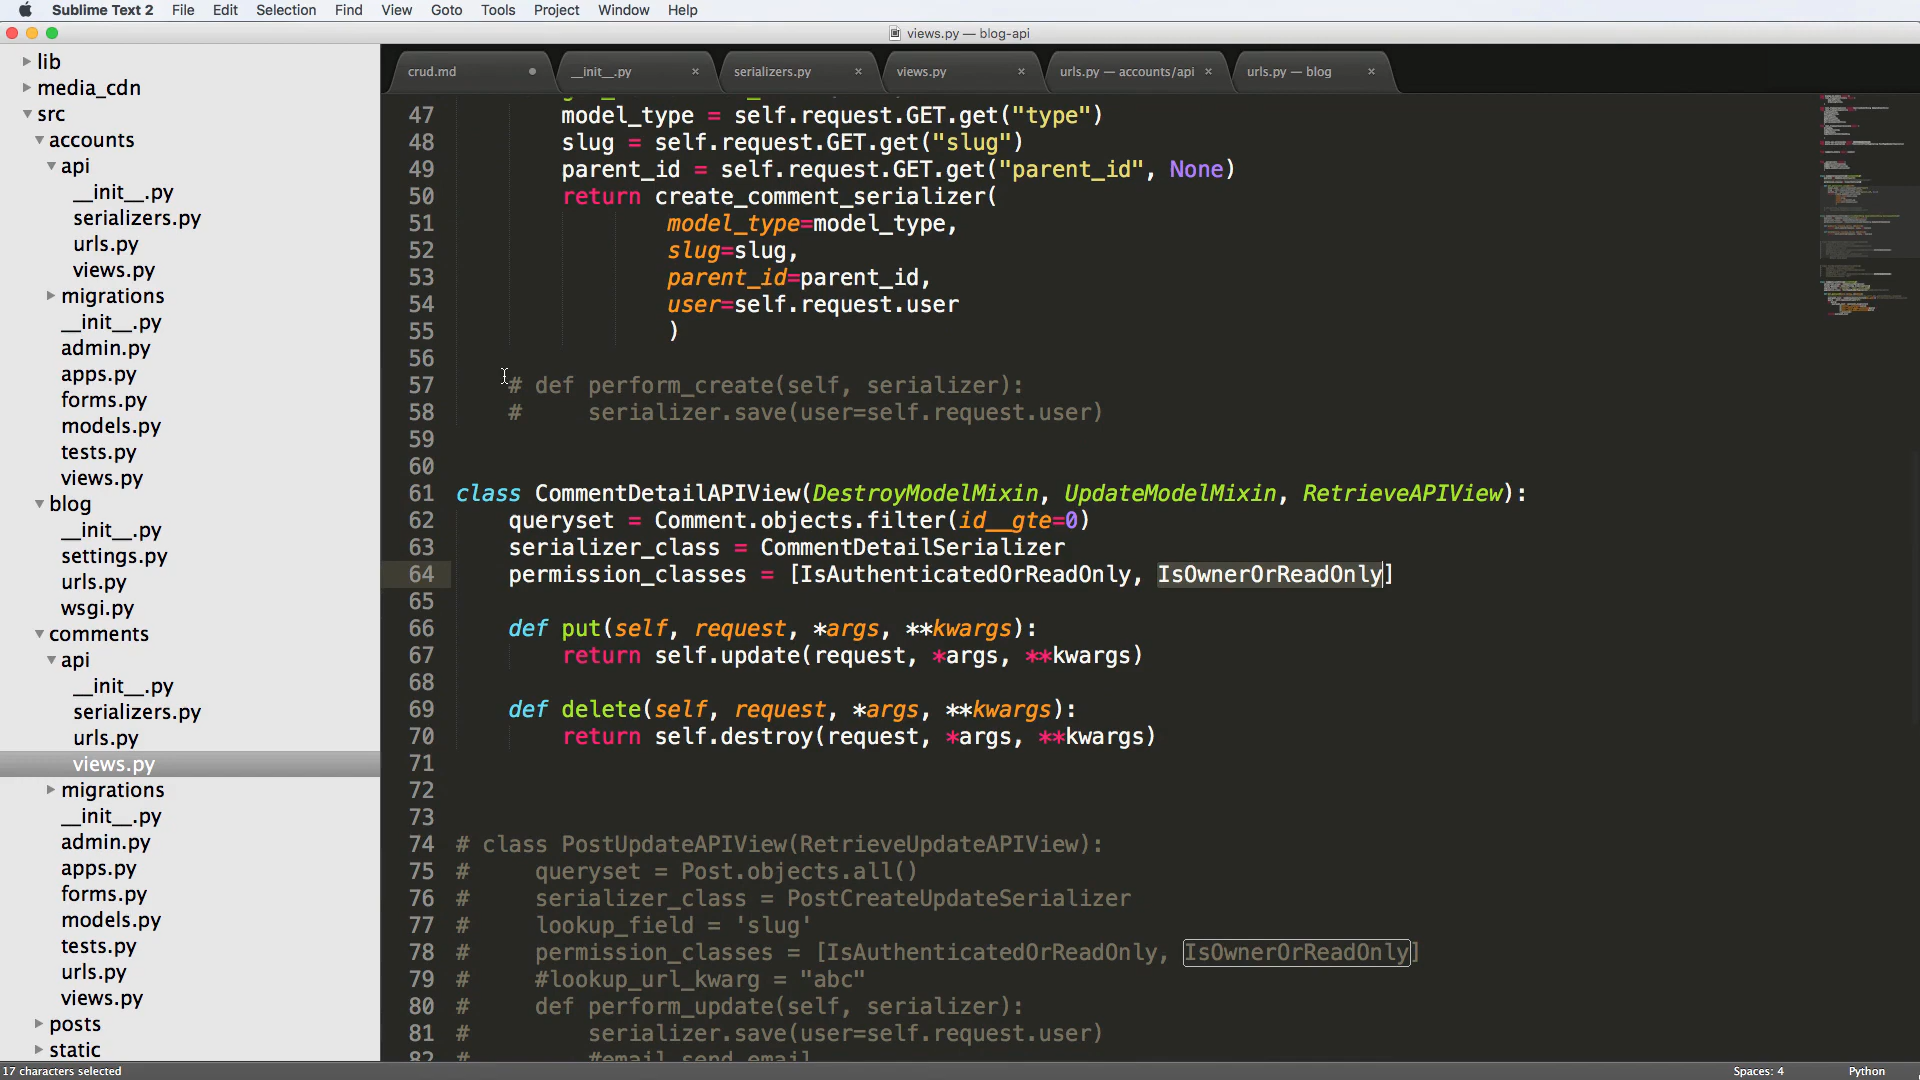 Sublime Text 2 File Edit Selection Find View Goto Tools Project Window Help
views.py — blog-api
crud.md
__init__.py ×
serializers.py ×
views.py ×
urls.py — accounts/api ×
urls.py — blog ×
lib
media_cdn
src
accounts
api
__init__.py
serializers.py
urls.py
views.py
migrations
__init__.py
admin.py
apps.py
forms.py
models.py
tests.py
views.py
blog
__init__.py
settings.py
urls.py
wsgi.py
comments
api
__init__.py
serializers.py
urls.py
views.py
migrations
__init__.py
admin.py
apps.py
forms.py
models.py
tests.py
urls.py
views.py
posts
static
47 model_type = self.request.GET.get("type")
48 slug = self.request.GET.get("slug")
49 parent_id = self.request.GET.get("parent_id", None)
50 return create_comment_serializer(
51 model_type=model_type,
52 slug=slug,
53 parent_id=parent_id,
54 user=self.request.user
55 )
56
57 # def perform_create(self, serializer):
58 # serializer.save(user=self.request.user)
59
60
61 class CommentDetailAPIView(DestroyModelMixin, UpdateModelMixin, RetrieveAPIView):
62 queryset = Comment.objects.filter(id__gte=0)
63 serializer_class = CommentDetailSerializer
64 permission_classes = [IsAuthenticatedOrReadOnly, IsOwnerOrReadOnly]
65
66 def put(self, request, *args, **kwargs):
67 return self.update(request, *args, **kwargs)
68
69 def delete(self, request, *args, **kwargs):
70 return self.destroy(request, *args, **kwargs)
71
72
73
74 # class PostUpdateAPIView(RetrieveUpdateAPIView):
75 # queryset = Post.objects.all()
76 # serializer_class = PostCreateUpdateSerializer
77 # lookup_field = 'slug'
78 # permission_classes = [IsAuthenticatedOrReadOnly, IsOwnerOrReadOnly]
79 # #lookup_url_kwarg = "abc"
80 # def perform_update(self, serializer):
81 # serializer.save(user=self.request.user)
82 # #email send_email
17 characters selected
Spaces: 4
Python